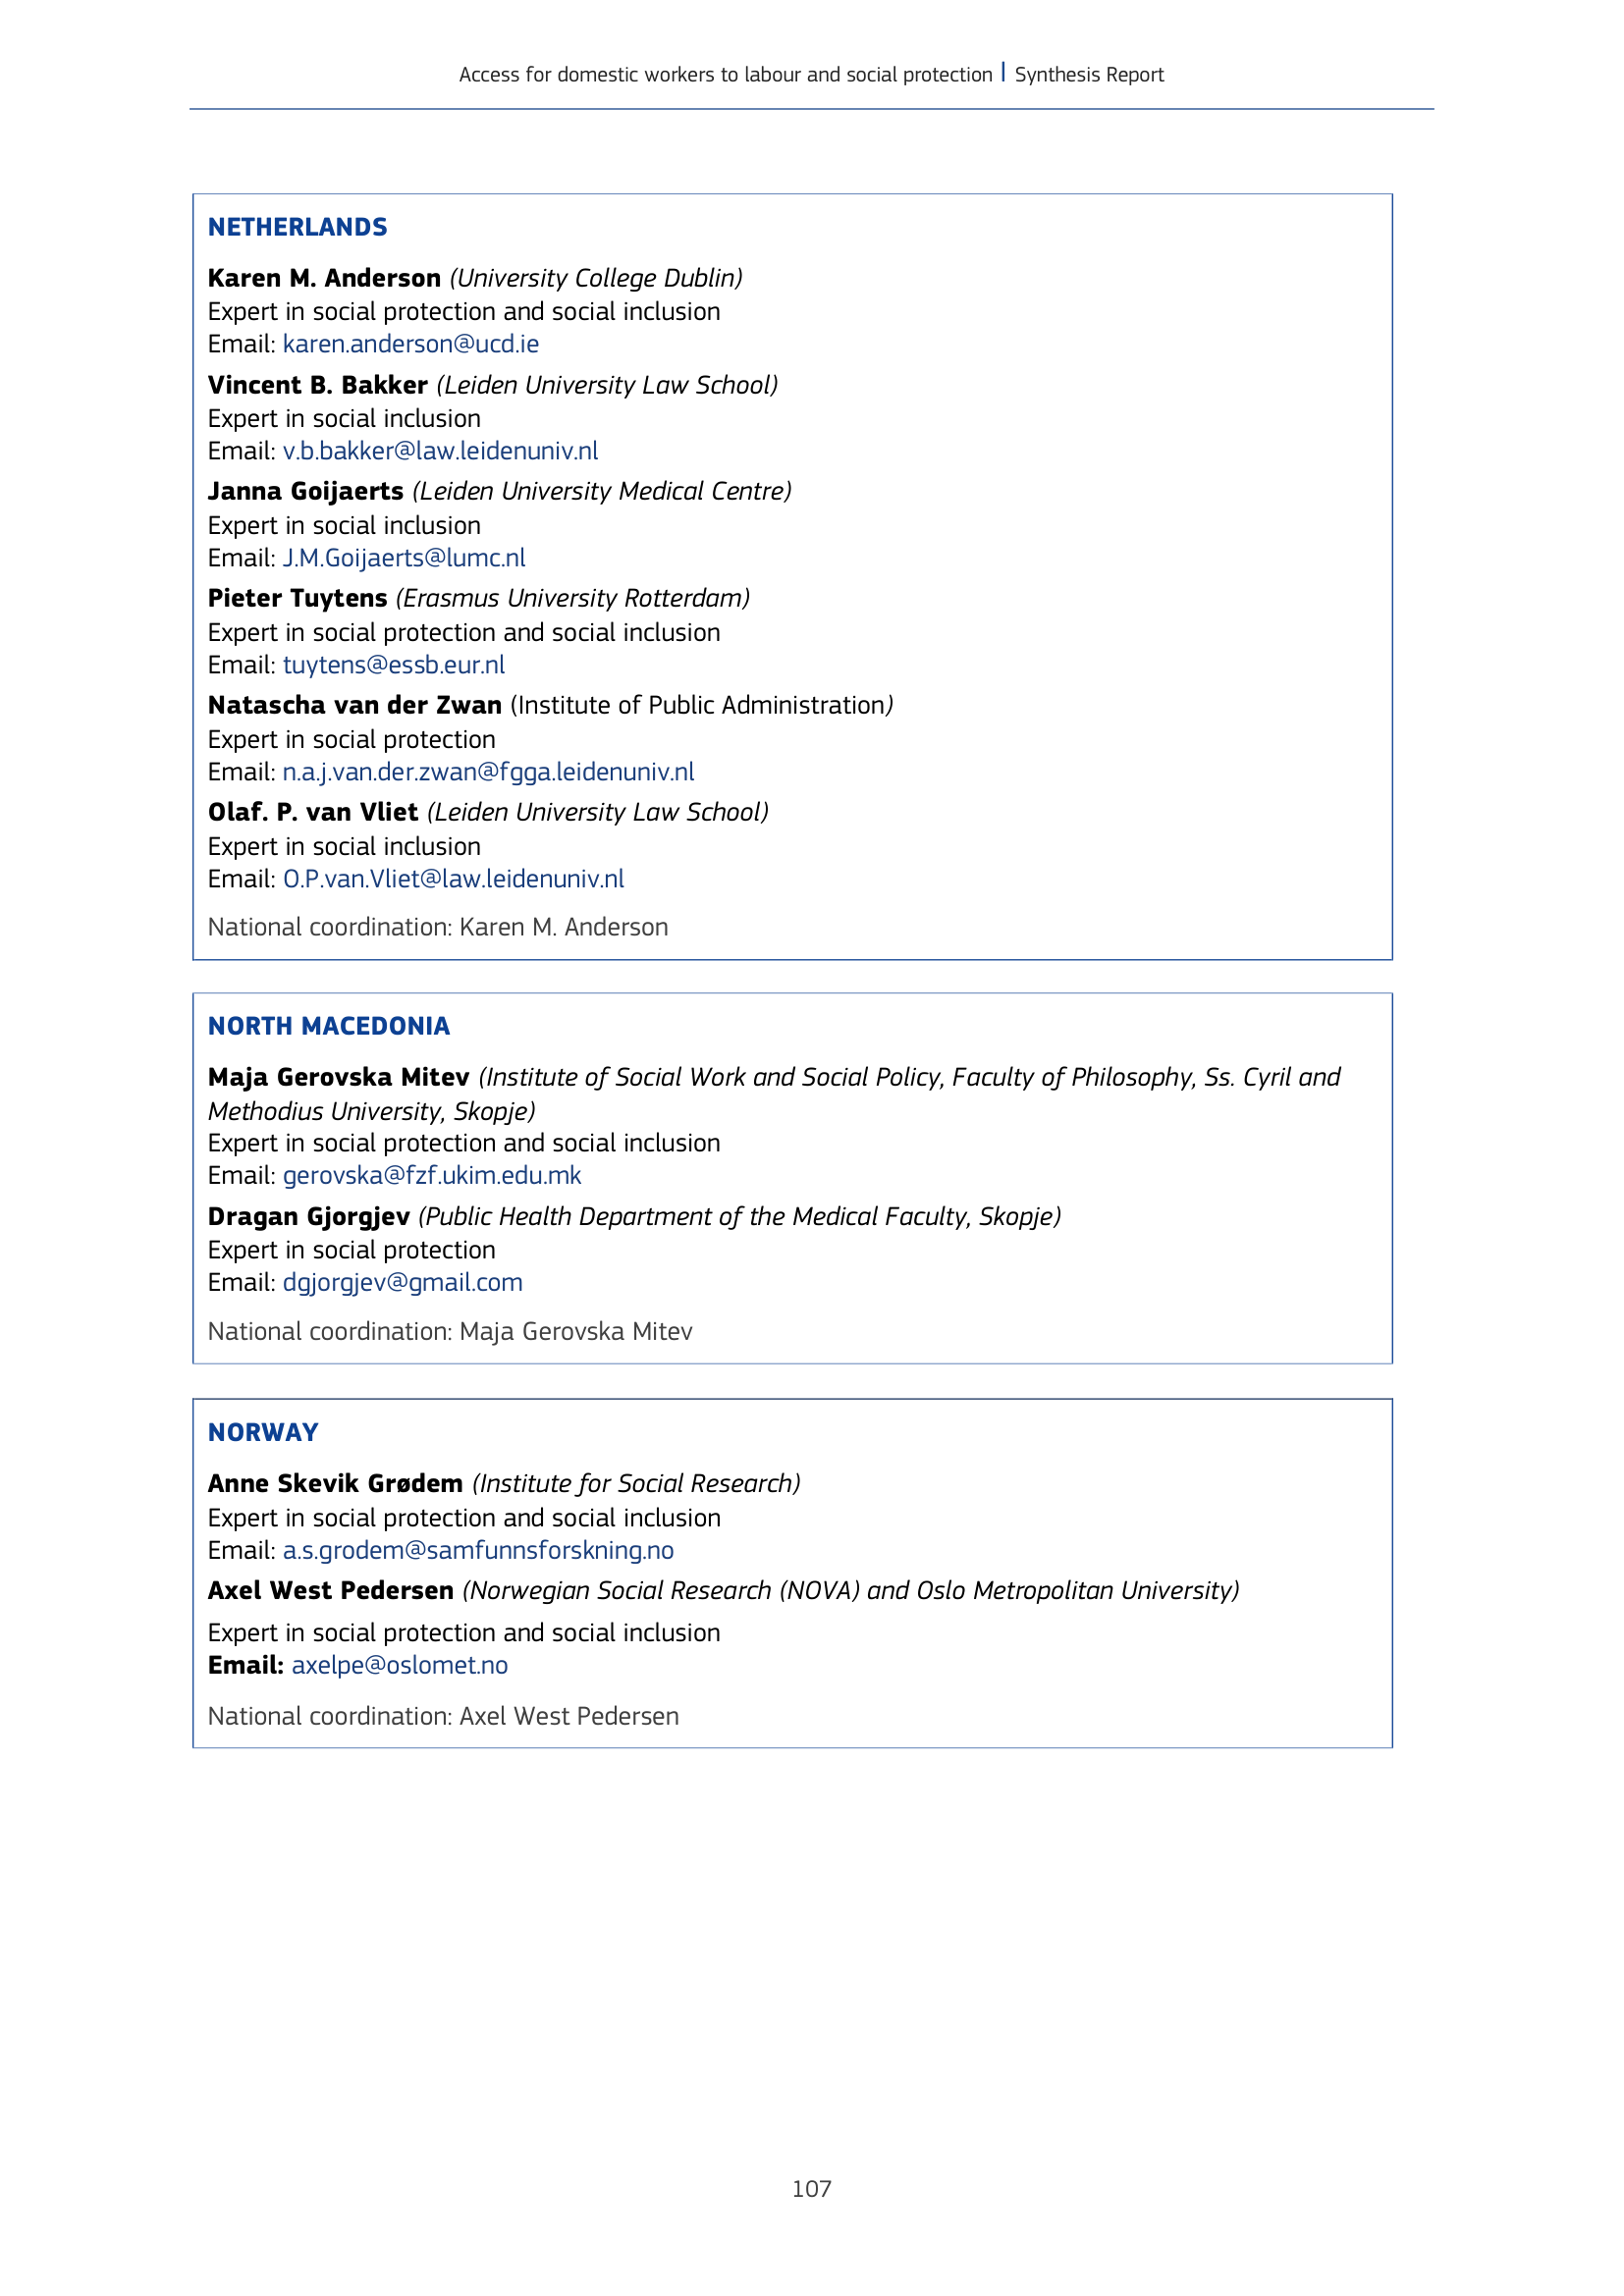 Access for domestic workers to labour and social protection | Synthesis Report
NETHERLANDS
Karen M. Anderson (University College Dublin)
Expert in social protection and social inclusion
Email: karen.anderson@ucd.ie
Vincent B. Bakker (Leiden University Law School)
Expert in social inclusion
Email: v.b.bakker@law.leidenuniv.nl
Janna Goijaerts (Leiden University Medical Centre)
Expert in social inclusion
Email: J.M.Goijaerts@lumc.nl
Pieter Tuytens (Erasmus University Rotterdam)
Expert in social protection and social inclusion
Email: tuytens@essb.eur.nl
Natascha van der Zwan (Institute of Public Administration)
Expert in social protection
Email: n.a.j.van.der.zwan@fgga.leidenuniv.nl
Olaf. P. van Vliet (Leiden University Law School)
Expert in social inclusion
Email: O.P.van.Vliet@law.leidenuniv.nl
National coordination: Karen M. Anderson
NORTH MACEDONIA
Maja Gerovska Mitev (Institute of Social Work and Social Policy, Faculty of Philosophy, Ss. Cyril and
Methodius University, Skopje)
Expert in social protection and social inclusion
Email: gerovska@fzf.ukim.edu.mk
Dragan Gjorgjev (Public Health Department of the Medical Faculty, Skopje)
Expert in social protection
Email: dgjorgjev@gmail.com
National coordination: Maja Gerovska Mitev
NORWAY
Anne Skevik Grødem (Institute for Social Research)
Expert in social protection and social inclusion
Email: a.s.grodem@samfunnsforskning.no
Axel West Pedersen (Norwegian Social Research (NOVA) and Oslo Metropolitan University)
Expert in social protection and social inclusion
Email: axelpe@oslomet.no
National coordination: Axel West Pedersen
107